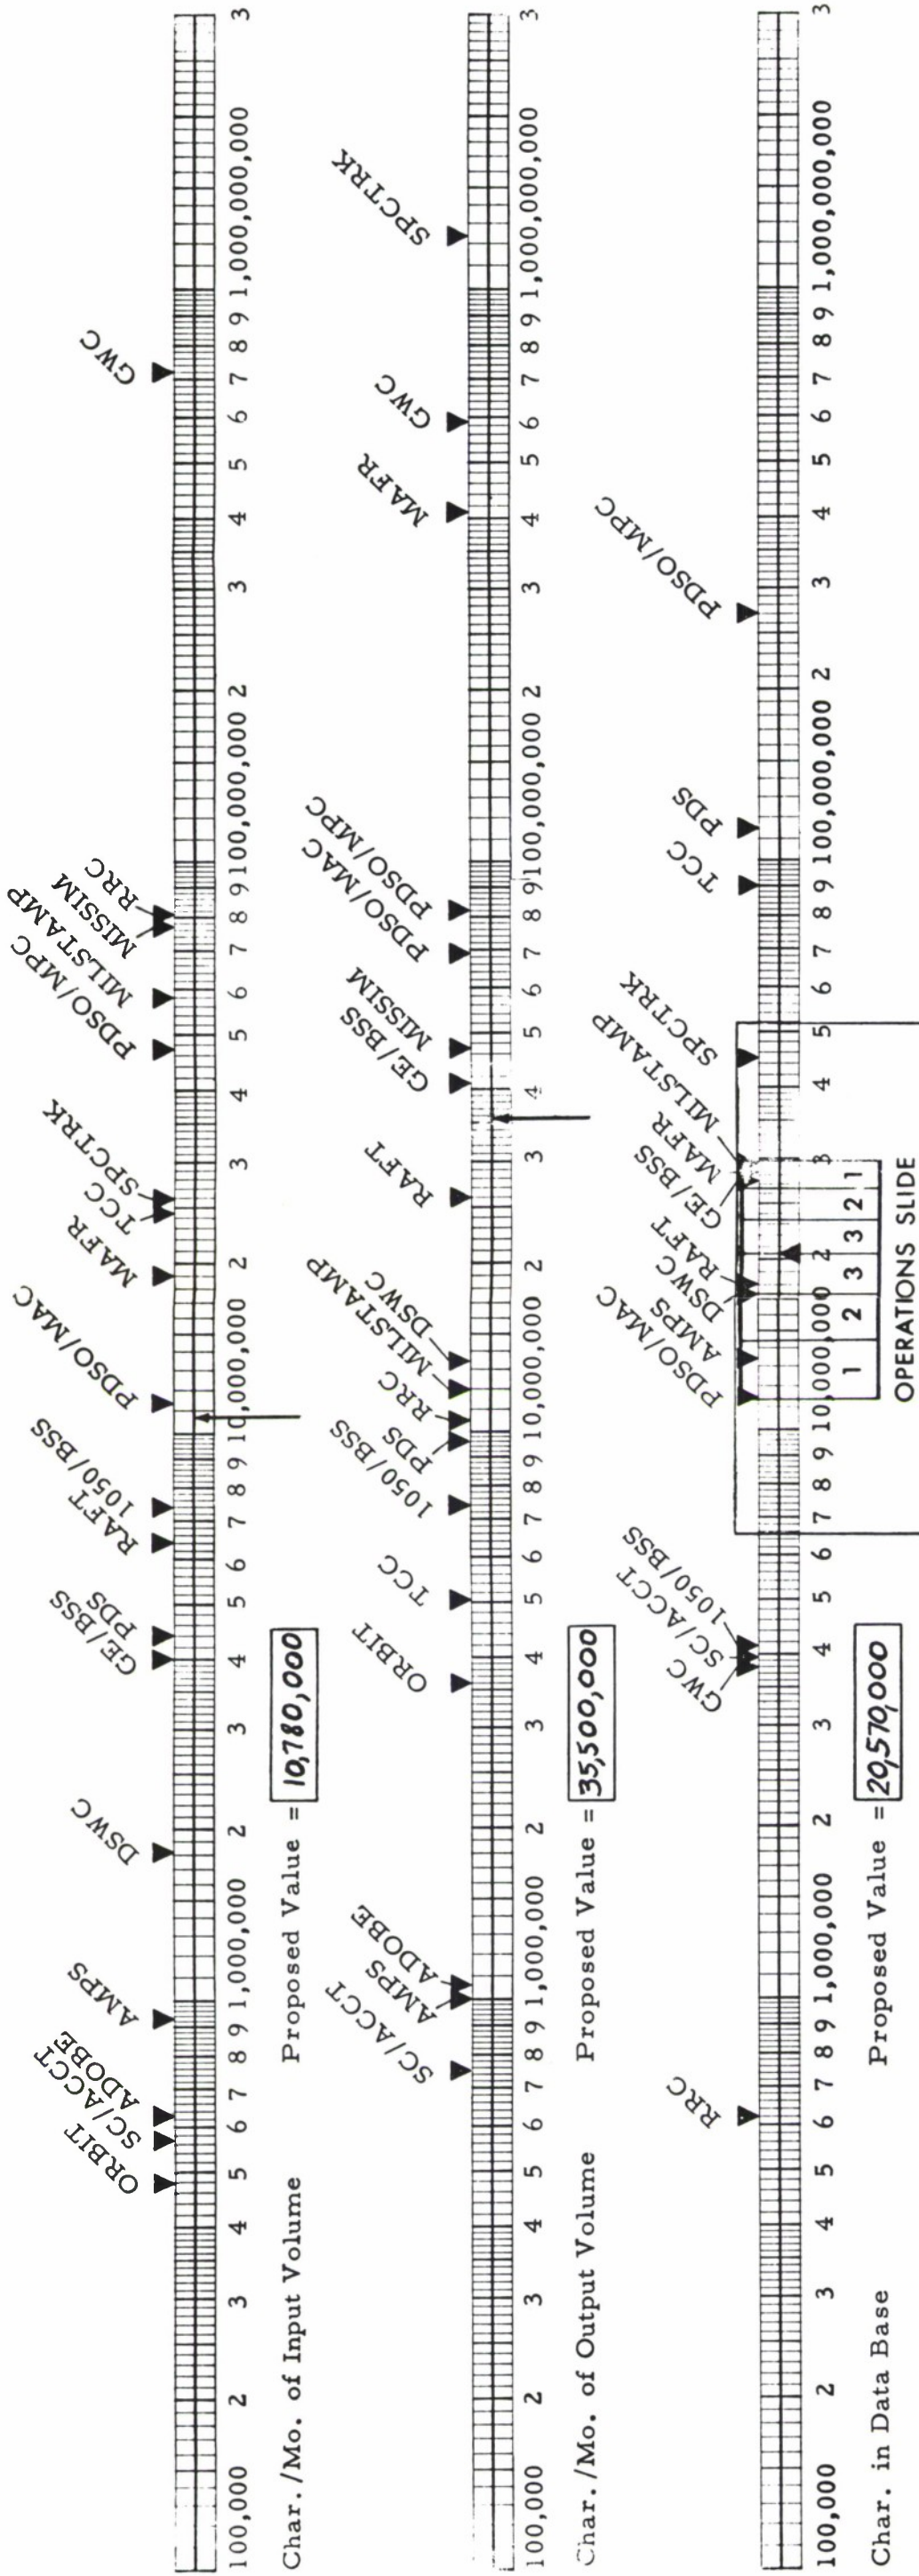 ORBIT SC/ACCT ADOBE AMPS DSWC GE/BSS PDS RAFT 1050/BSS PDSO/MAC MAFR TCC SPCTRK PDSO/MPC MILSTAMP MISSIM RRC GWC
100,000 2 3 4 5 6 7 8 9 1,000,000 2 3 4 5 6 7 8 9 10,000,000 2 3 4 5 6 7 8 9 100,000,000 2 3 4 5 6 7 8 9 1,000,000,000 3
Char./Mo. of Input Volume Proposed Value = 10,780,000
SC/ACCT AMPS ADOBE ORBIT TCC 1050/BSS PDS RRC MILSTAMP DSWC RAFT GE/BSS MISSIM PDSO/MAC PDSO/MPC MAFR GWC SPCTRK
100,000 2 3 4 5 6 7 8 9 1,000,000 2 3 4 5 6 7 8 9 10,000,000 2 3 4 5 6 7 8 9 100,000,000 2 3 4 5 6 7 8 9 1,000,000,000 3
Char./Mo. of Output Volume Proposed Value = 35,500,000
RRC GWC SC/ACCT 1050/BSS PDSO/MAC AMPS DSWC RAFT GE/BSS MAFR MILSTAMP SPCTRK TCC PDS PDSO/MPC
100,000 2 3 4 5 6 7 8 9 1,000,000 2 3 4 5 6 7 8 9 10,000,000 2 3 4 5 6 7 8 9 100,000,000 2 3 4 5 6 7 8 9 1,000,000,000 3
1 2 3 3 2 1
Char. in Data Base Proposed Value = 20,570,000
OPERATIONS SLIDE